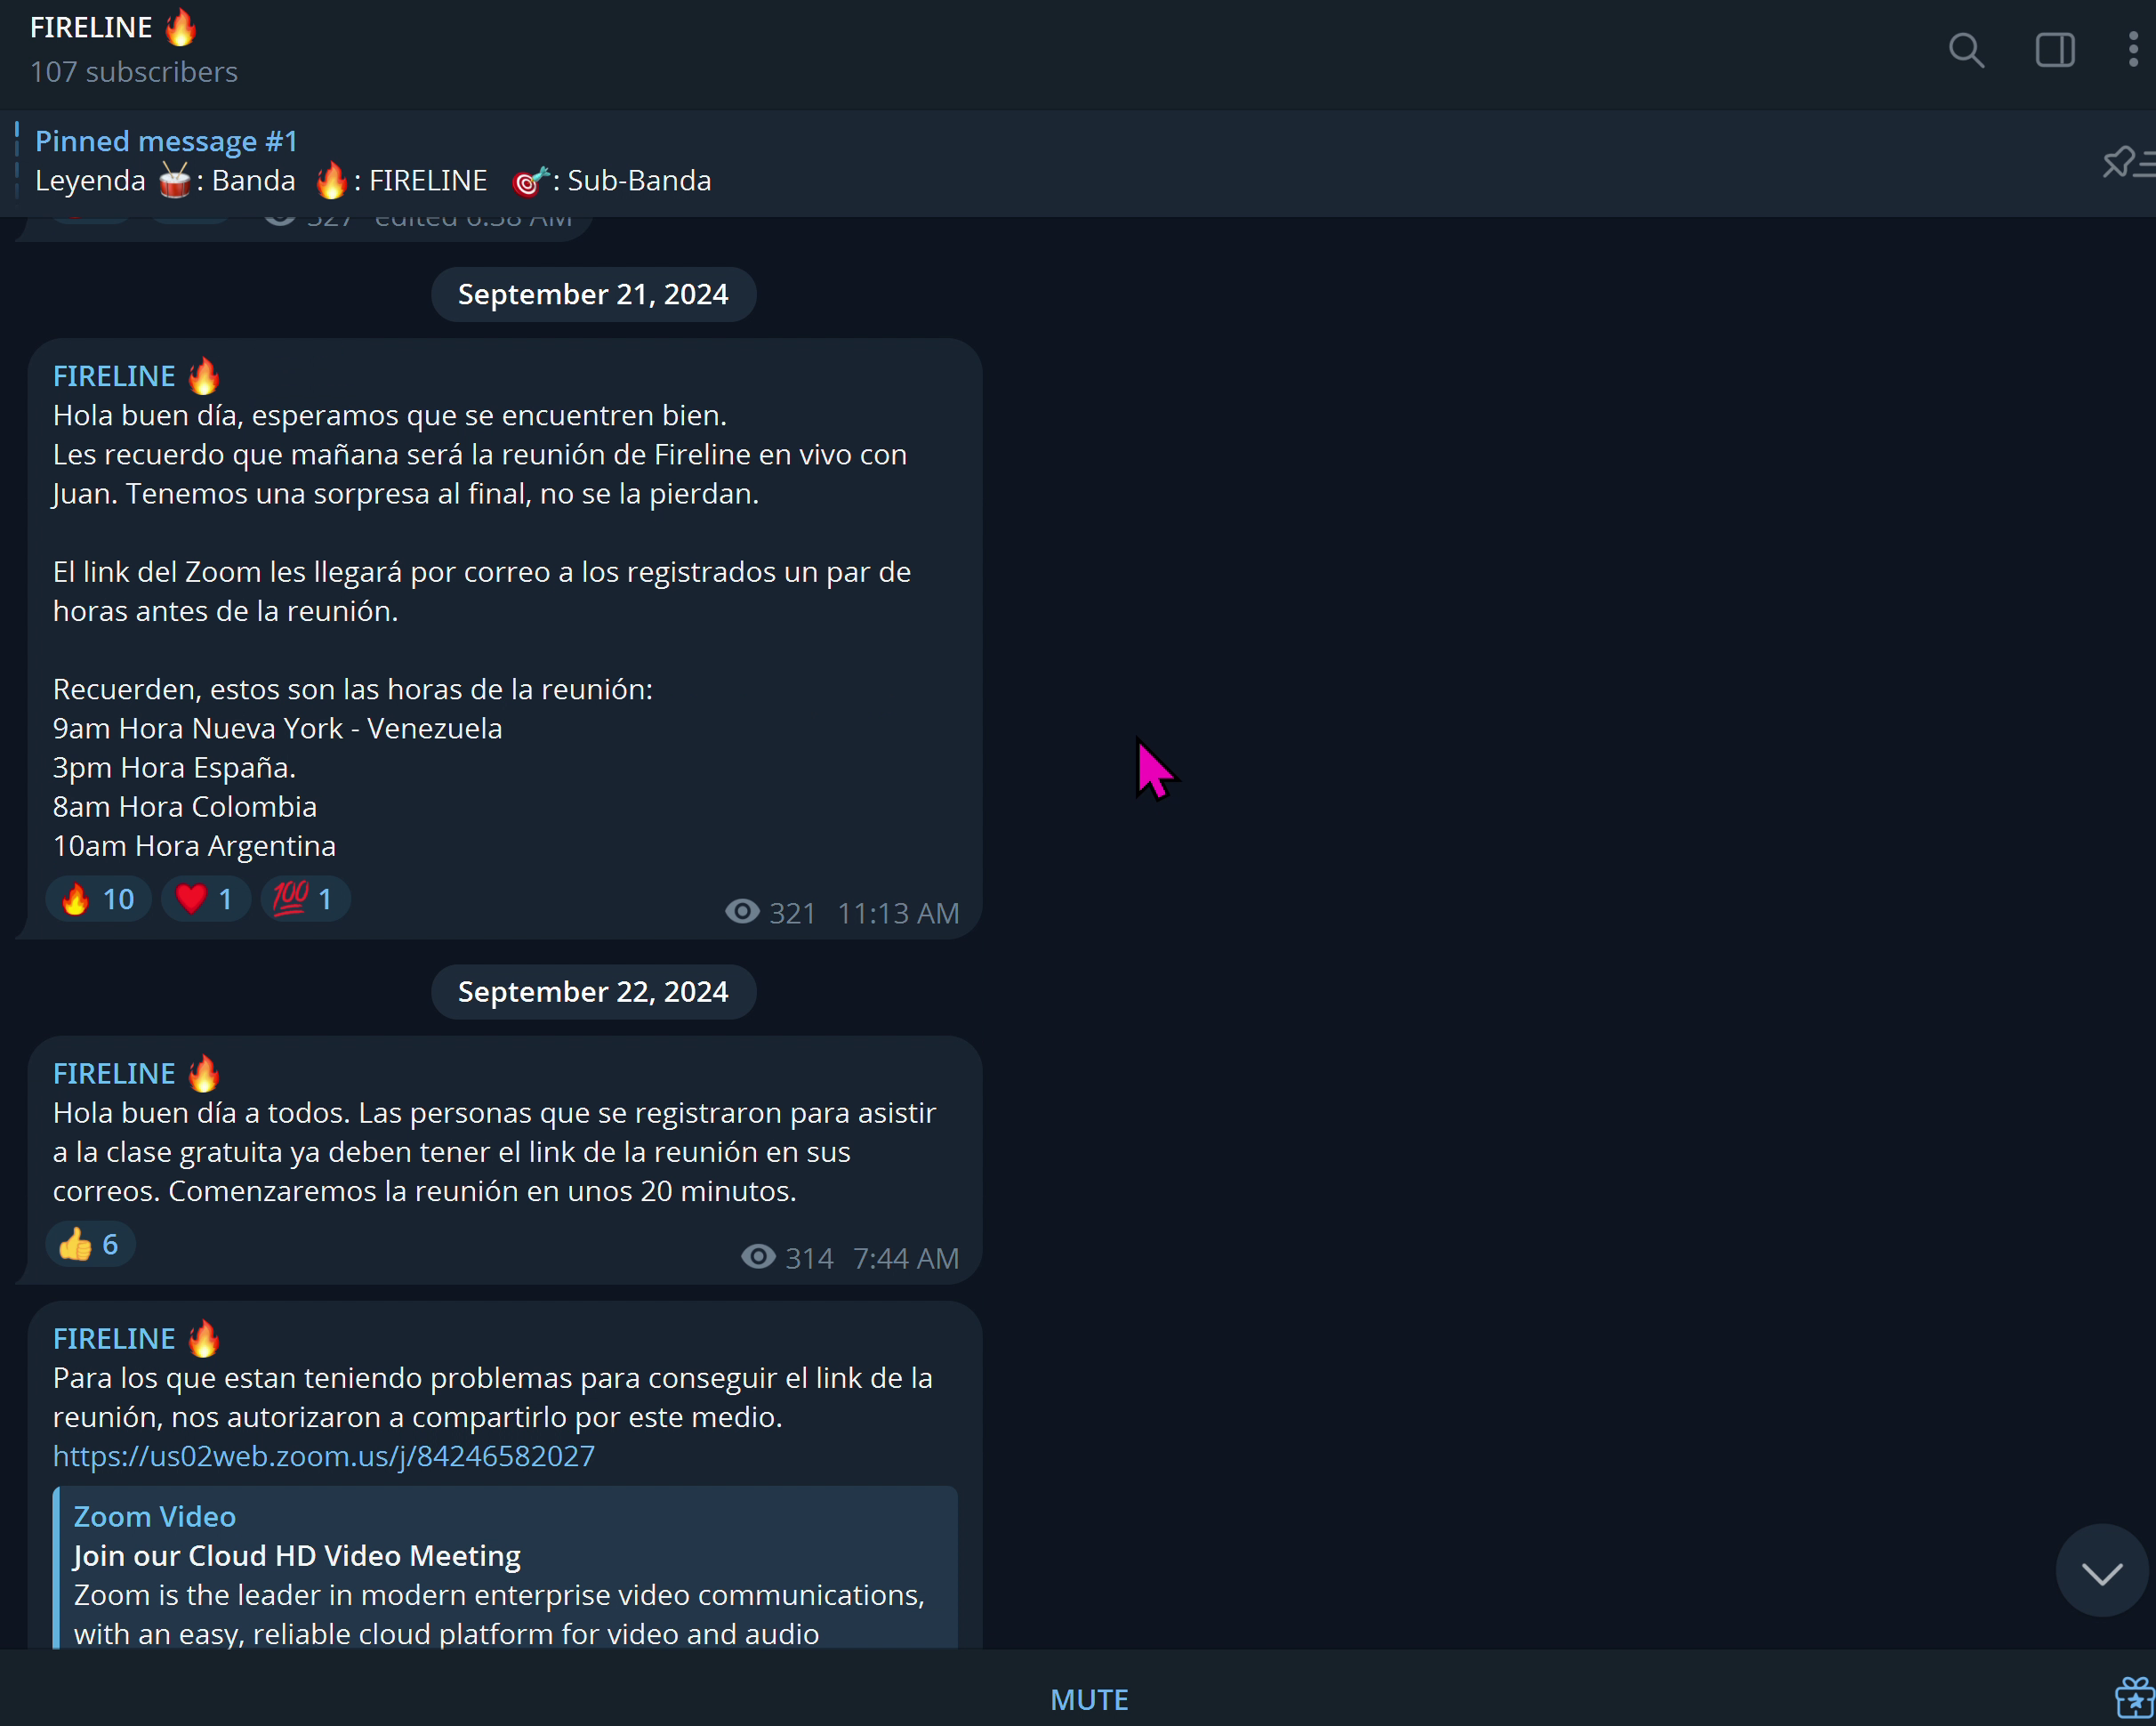 FIRELINE 🔥
107 subscribers
Pinned message #1
Leyenda 🥁: Banda 🔥: FIRELINE 🎯: Sub-Banda
327 edited 6:38 AM
September 21, 2024
FIRELINE 🔥
Hola buen día, esperamos que se encuentren bien.
Les recuerdo que mañana será la reunión de Fireline en vivo con
Juan. Tenemos una sorpresa al final, no se la pierdan.
El link del Zoom les llegará por correo a los registrados un par de
horas antes de la reunión.
Recuerden, estos son las horas de la reunión:
9am Hora Nueva York - Venezuela
3pm Hora España.
8am Hora Colombia
10am Hora Argentina
🔥 10 ❤️ 1 💯 1
321 11:13 AM
September 22, 2024
FIRELINE 🔥
Hola buen día a todos. Las personas que se registraron para asistir
a la clase gratuita ya deben tener el link de la reunión en sus
correos. Comenzaremos la reunión en unos 20 minutos.
👍 6
314 7:44 AM
FIRELINE 🔥
Para los que estan teniendo problemas para conseguir el link de la
reunión, nos autorizaron a compartirlo por este medio.
https://us02web.zoom.us/j/84246582027
Zoom Video
Join our Cloud HD Video Meeting
Zoom is the leader in modern enterprise video communications,
with an easy, reliable cloud platform for video and audio
MUTE